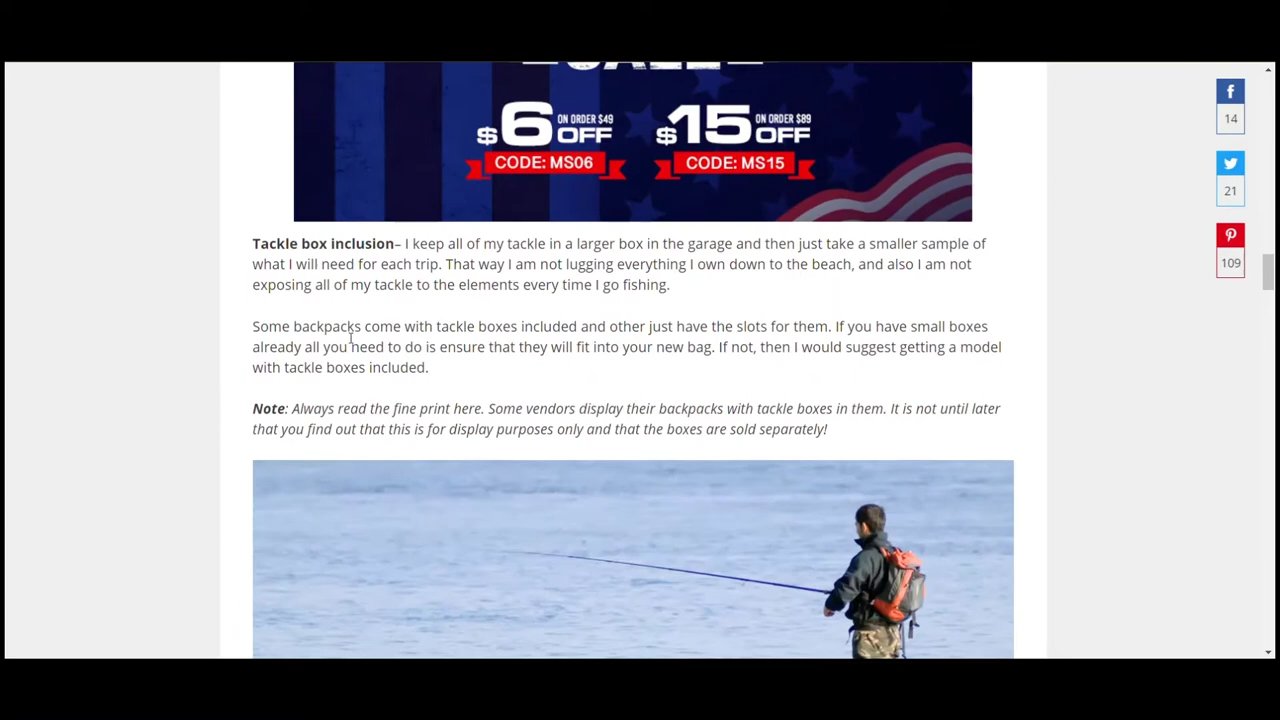 $6 OFF ON ORDER $49
$15 OFF ON ORDER $89
CODE: MS06
CODE: MS15
f
14
21
109
Tackle box inclusion– I keep all of my tackle in a larger box in the garage and then just take a smaller sample of
what I will need for each trip. That way I am not lugging everything I own down to the beach, and also I am not
exposing all of my tackle to the elements every time I go fishing.
Some backpacks come with tackle boxes included and other just have the slots for them. If you have small boxes
already all you need to do is ensure that they will fit into your new bag. If not, then I would suggest getting a model
with tackle boxes included.
Note: Always read the fine print here. Some vendors display their backpacks with tackle boxes in them. It is not until later
that you find out that this is for display purposes only and that the boxes are sold separately!